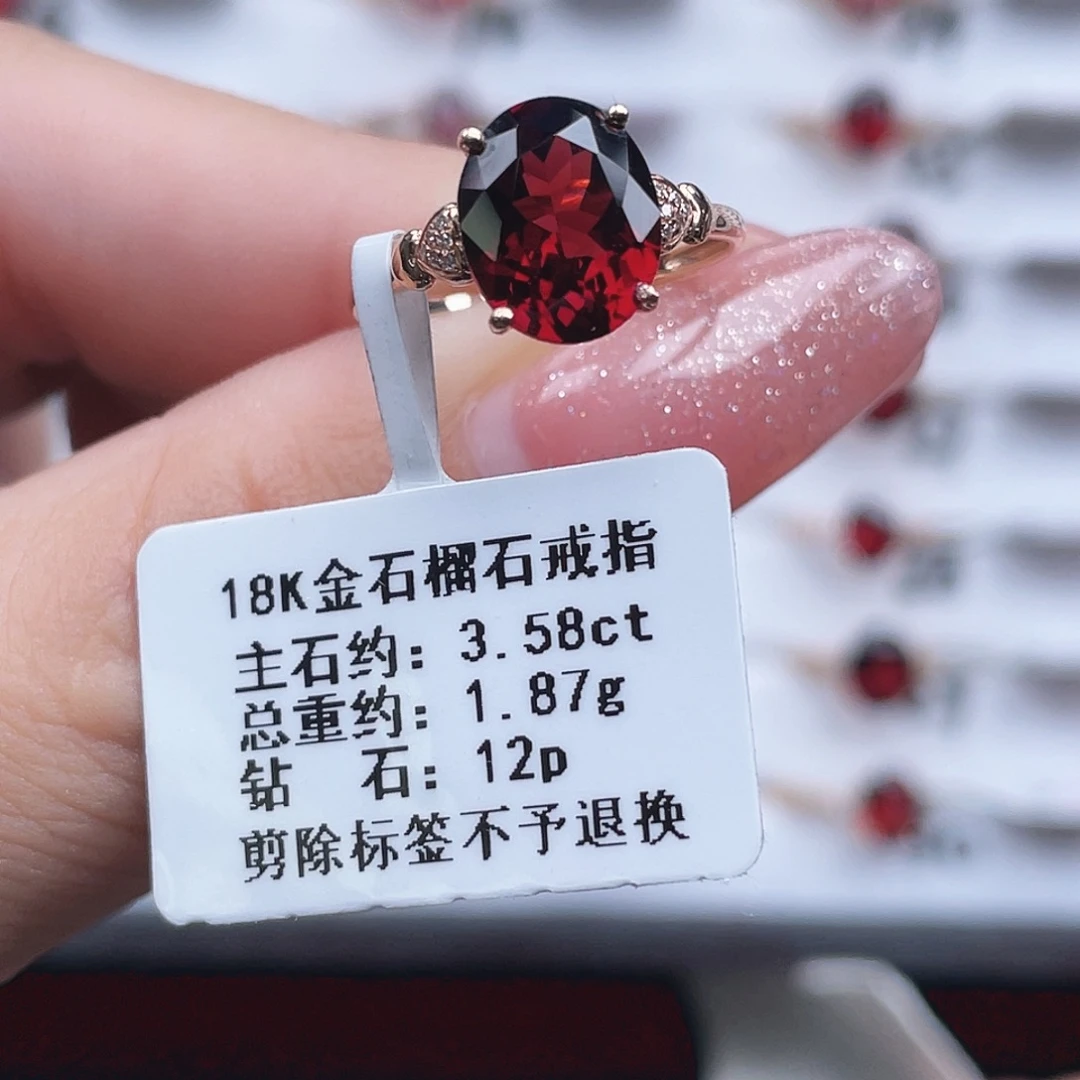 18K金石榴石戒指
主石约：3.58ct
总重约：1.87g
钻 石：12p
剪除标签不予退换